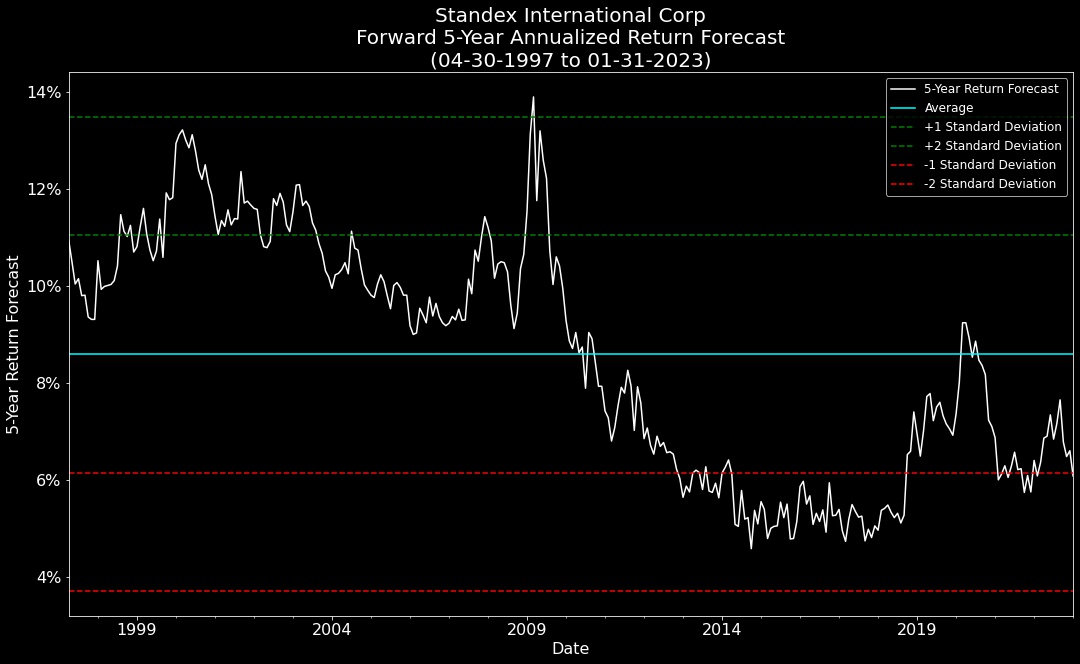 Standex International Corp
Forward 5-Year Annualized Return Forecast
(04-30-1997 to 01-31-2023)
5-Year Return Forecast
Average
+1 Standard Deviation
+2 Standard Deviation
-1 Standard Deviation
-2 Standard Deviation
14%
12%
10%
8%
6%
4%
5-Year Return Forecast
1999
2004
2009
2014
2019
Date